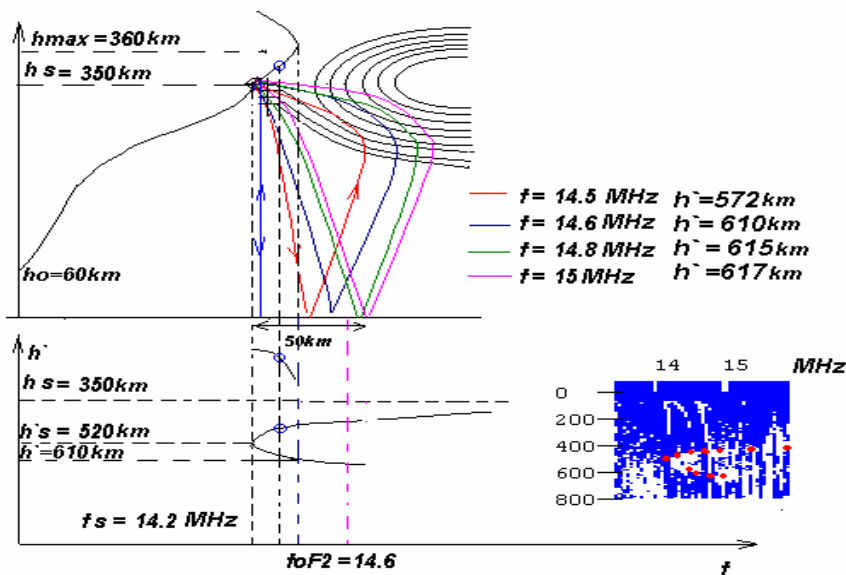 hmax = 360 km
h s = 350 km
ho = 60 km
f = 14.5 MHz h` = 572 km
f = 14.6 MHz h` = 610 km
f = 14.8 MHz h` = 615 km
f = 15 MHz h` = 617 km
50km
h`
h s = 350 km
h`s = 520 km
h` = 610 km
f s = 14.2 MHz
foF2 = 14.6
f
14 15 MHz
0
200
400
600
800